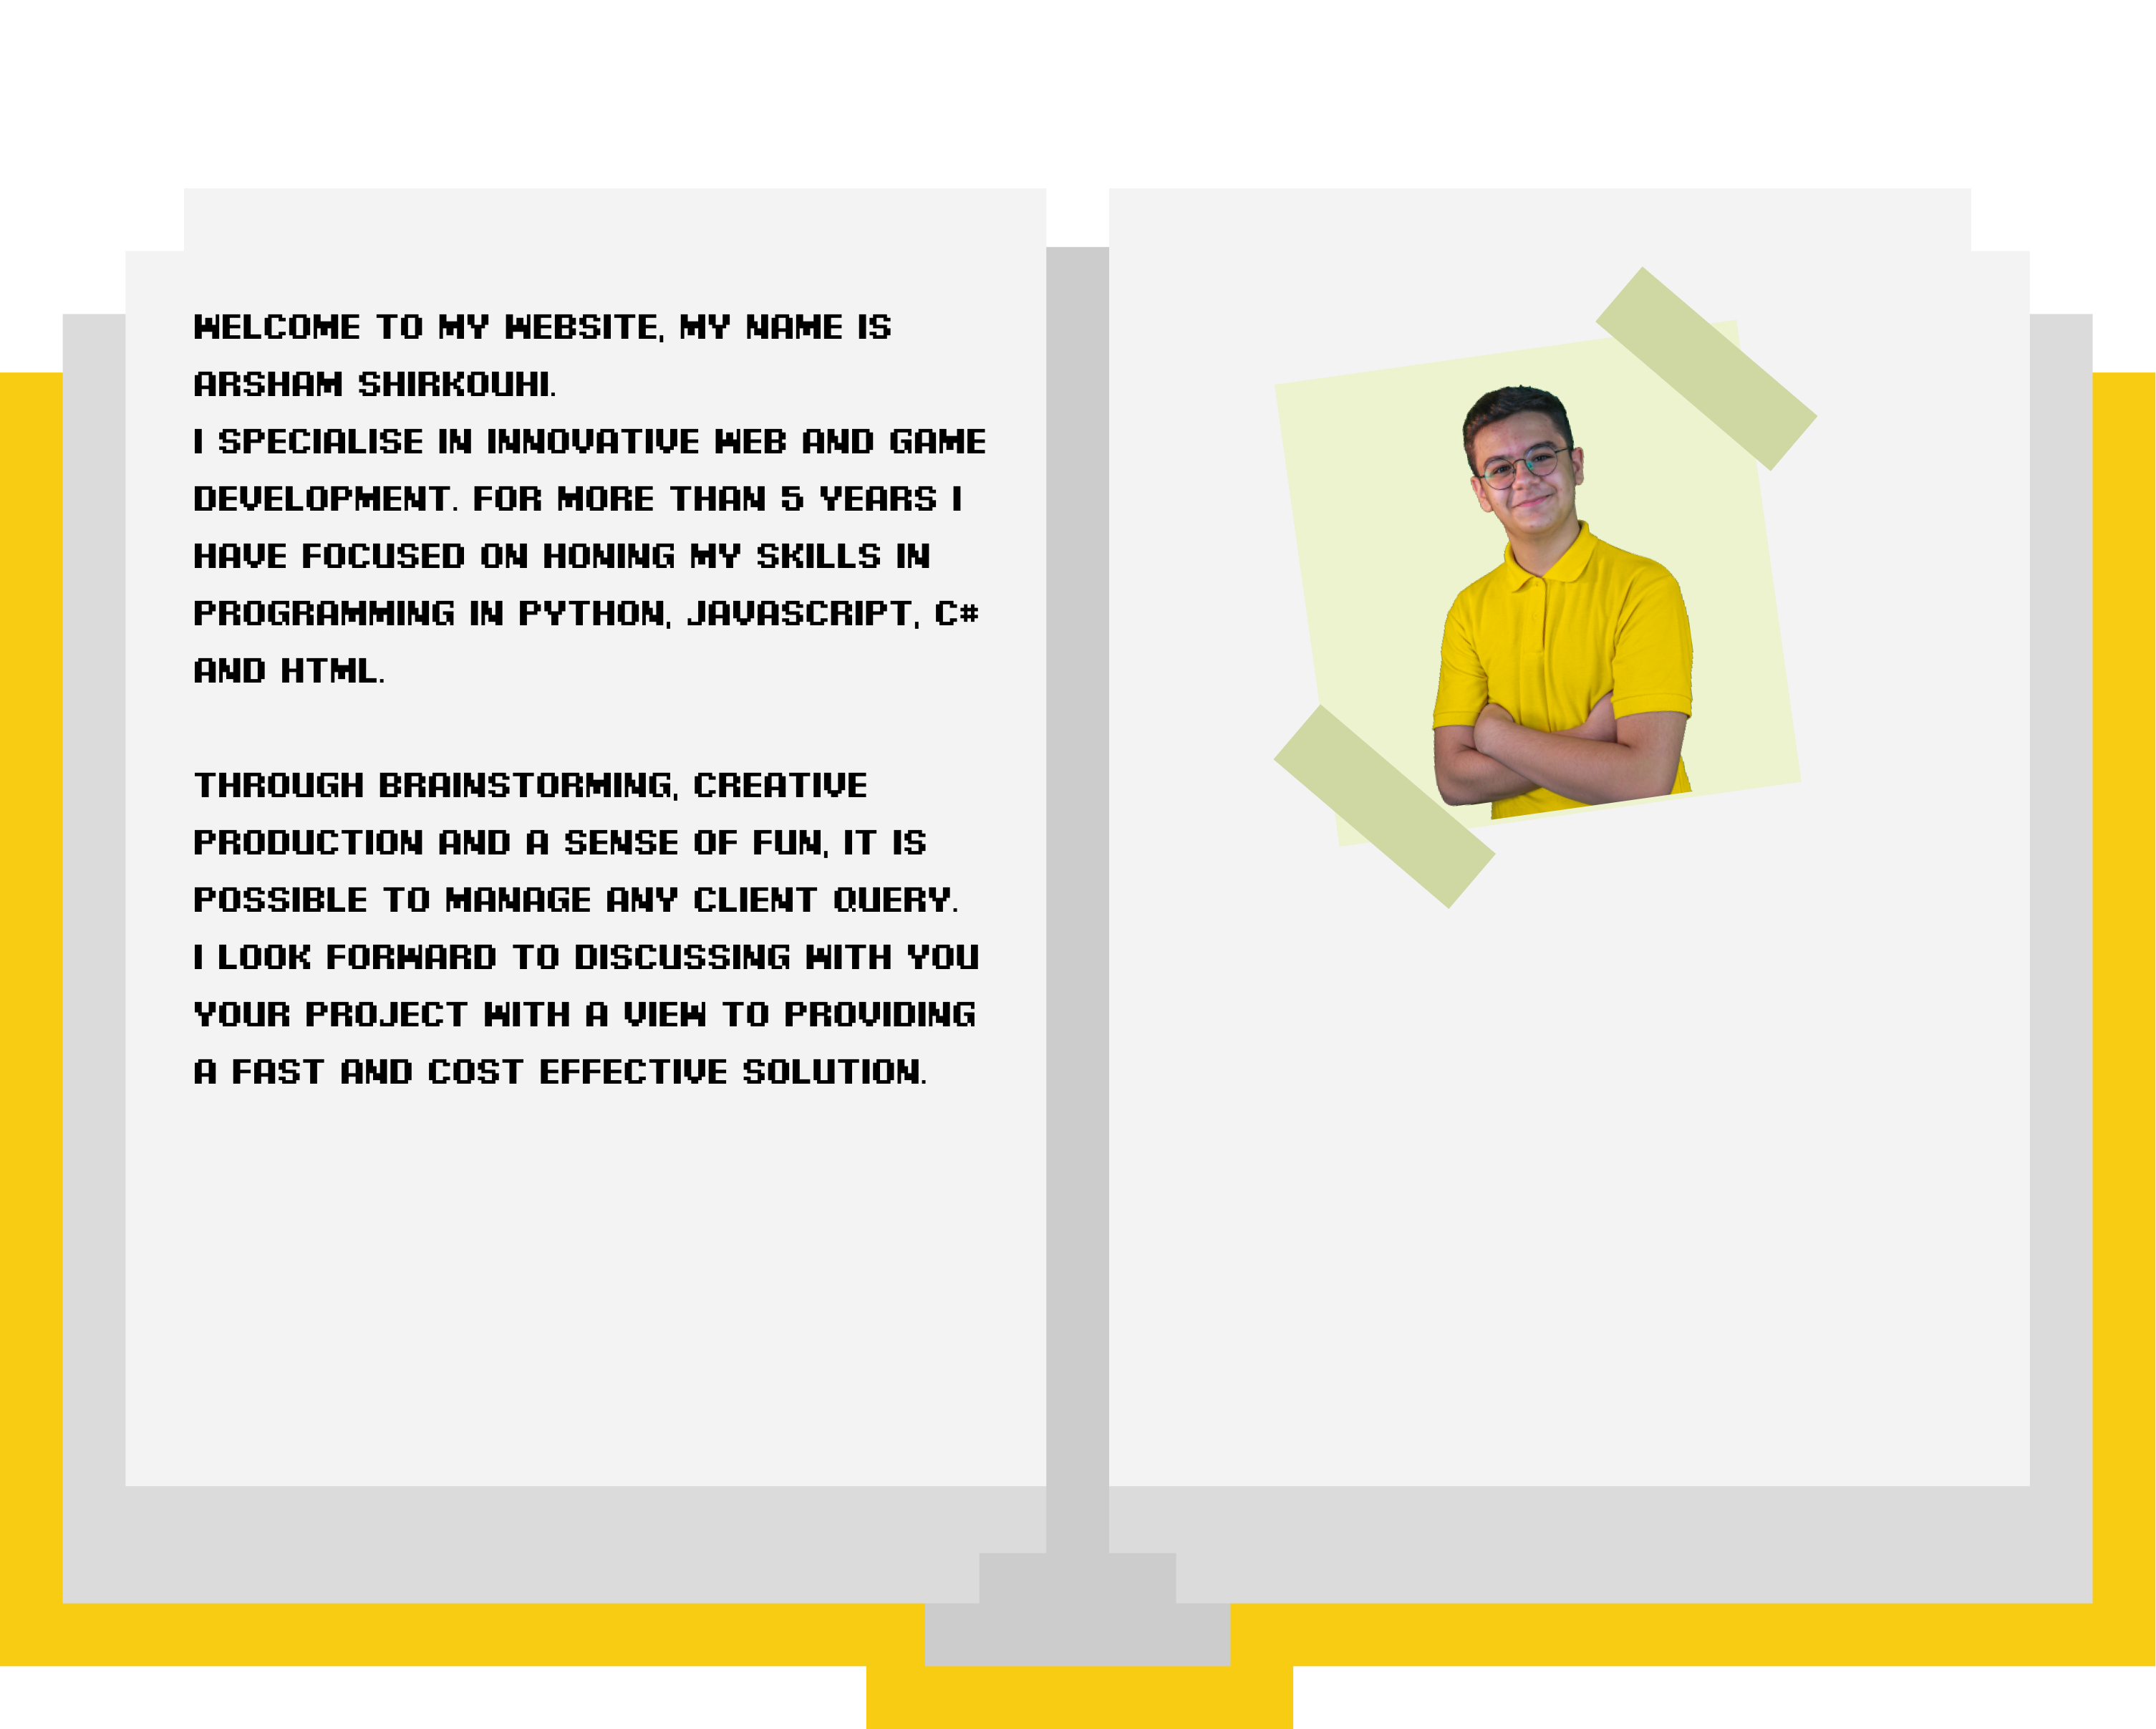 WELCOME TO MY WEBSITE, MY NAME IS
ARSHAM SHIRKOUHI.
I SPECIALISE IN INNOVATIVE WEB AND GAME
DEVELOPMENT. FOR MORE THAN 5 YEARS I
HAVE FOCUSED ON HONING MY SKILLS IN
PROGRAMMING IN PYTHON, JAVASCRIPT, C#
AND HTML.
THROUGH BRAINSTORMING, CREATIVE
PRODUCTION AND A SENSE OF FUN, IT IS
POSSIBLE TO MANAGE ANY CLIENT QUERY.
I LOOK FORWARD TO DISCUSSING WITH YOU
YOUR PROJECT WITH A VIEW TO PROVIDING
A FAST AND COST EFFECTIVE SOLUTION.